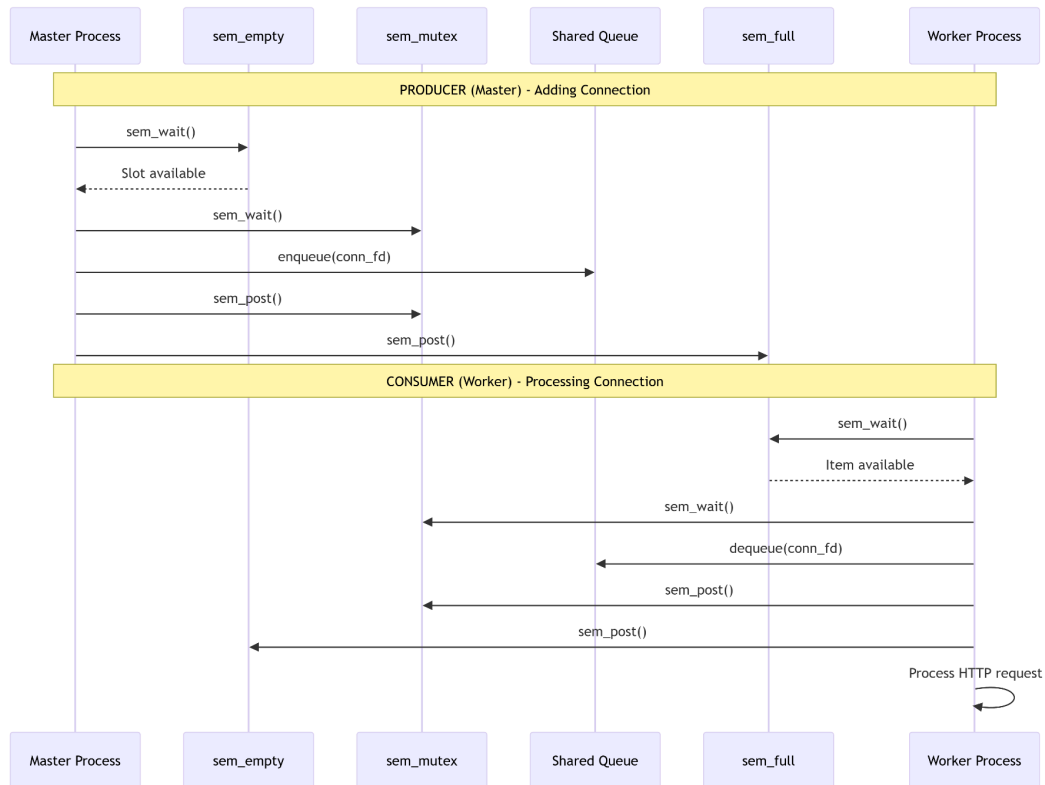 Master Process
sem_empty
sem_mutex
Shared Queue
sem_full
Worker Process
PRODUCER (Master) - Adding Connection
sem_wait()
Slot available
sem_wait()
enqueue(conn_fd)
sem_post()
sem_post()
CONSUMER (Worker) - Processing Connection
sem_wait()
Item available
sem_wait()
dequeue(conn_fd)
sem_post()
sem_post()
Process HTTP request
Master Process
sem_empty
sem_mutex
Shared Queue
sem_full
Worker Process